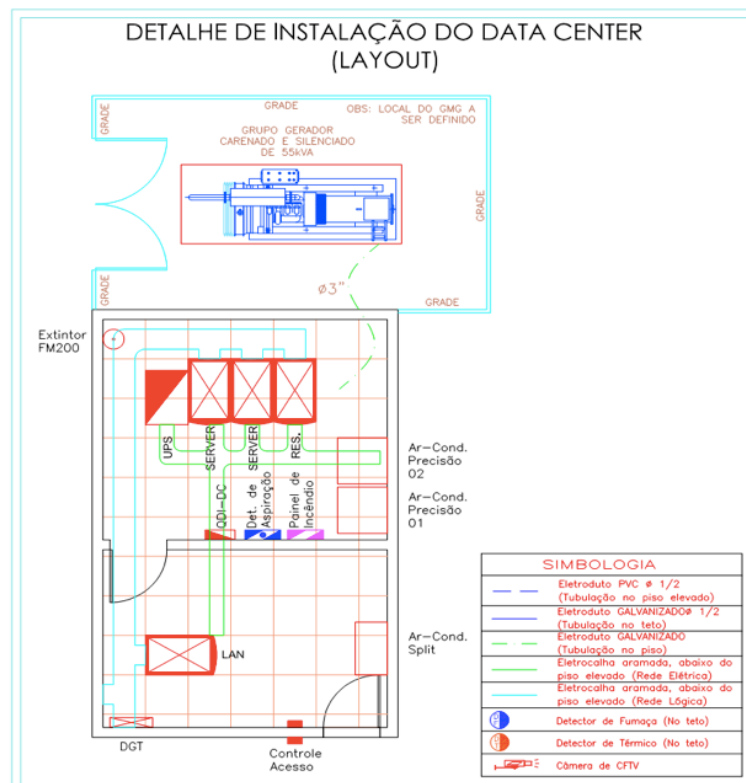 DETALHE DE INSTALAÇÃO DO DATA CENTER
(LAYOUT)
GRADE
GRADE
OBS: LOCAL DO GMG A
SER DEFINIDO
GRUPO GERADOR
CARENADO E SILENCIADO
DE 55kVA
GRADE
GRADE
ø3"
GRADE
Extintor
FM200
UPS
SERVER
SERVER
RES.
Ar-Cond.
Precisão
02
Ar-Cond.
Precisão
01
QDI-DC
Det. de
Aspiração
Painel de
Incêndio
LAN
Ar-Cond.
Split
DGT
Controle
Acesso
SIMBOLOGIA
Eletroduto PVC ø 1/2
(Tubulação no piso elevado)
Eletroduto GALVANIZADOø 1/2
(Tubulação no teto)
Eletroduto GALVANIZADO
(Tubulação no piso)
Eletrocalha aramada, abaixo do
piso elevado (Rede Elétrica)
Eletrocalha aramada, abaixo do
piso elevado (Rede Lógica)
Detector de Fumaça (No teto)
Detector de Térmico (No teto)
Câmera de CFTV